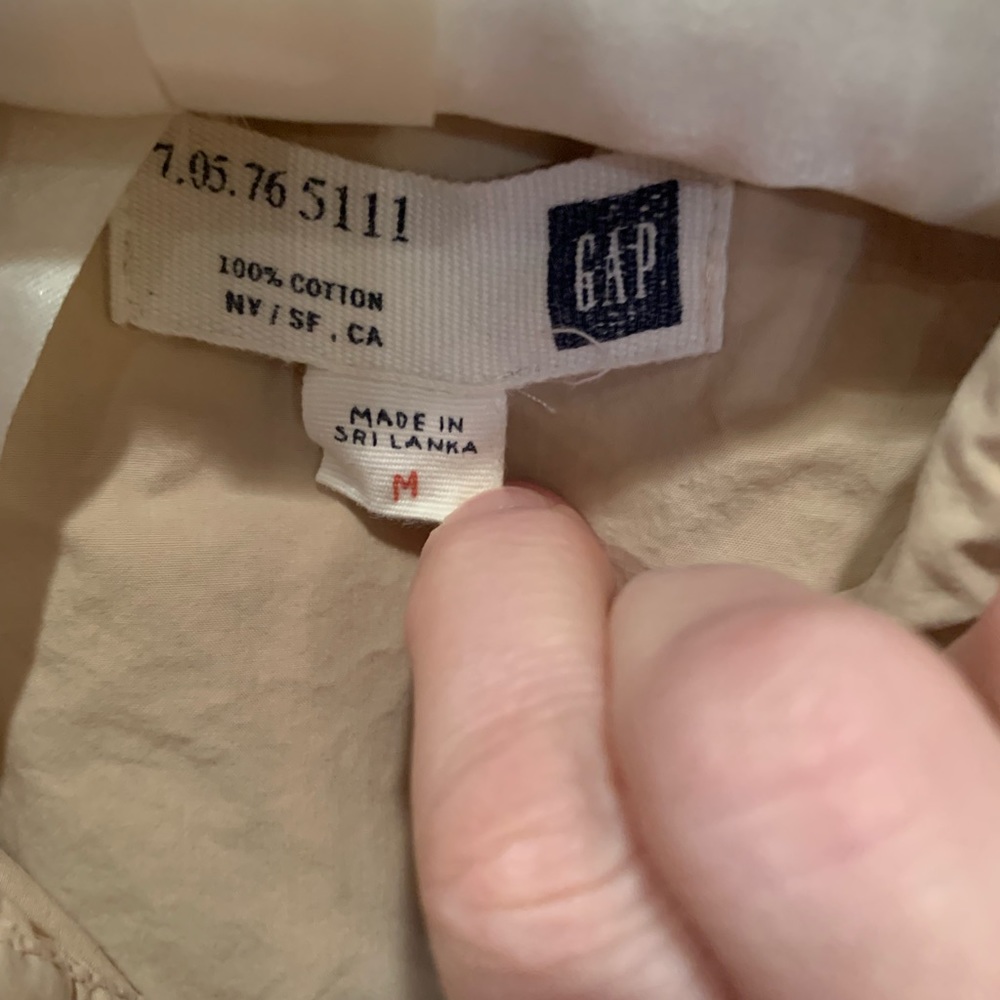 7.05.76 5111
100% COTTON
NY / SF , CA
GAP
MADE IN
SRI LANKA
M